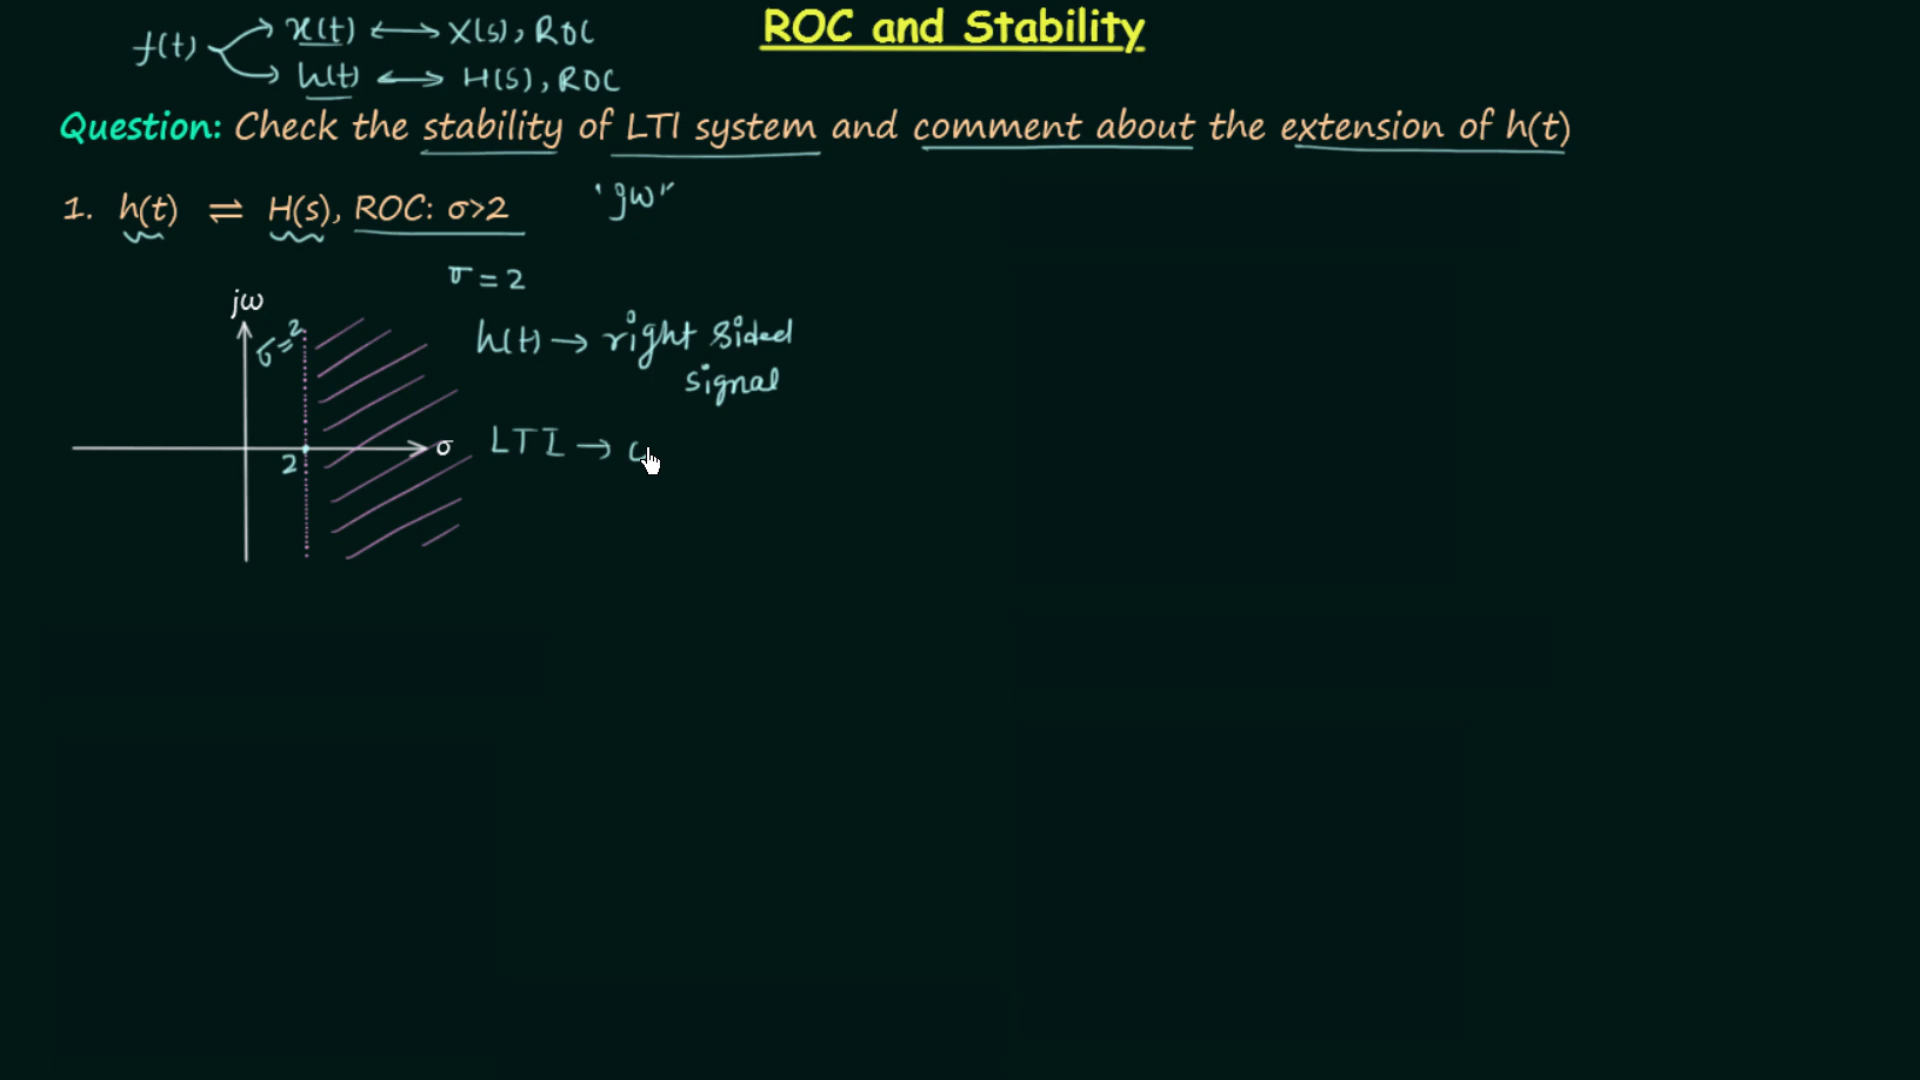 ROC and Stability
f(t) x(t) ↔ X(s), ROC
h(t) ↔ H(s), ROC
Question: Check the stability of LTI system and comment about the extension of h(t)
1. h(t) ⇌ H(s), ROC: σ>2
"jω"
σ = 2
jω
σ=2
h(t) → right sided
signal
LTI →
σ
2